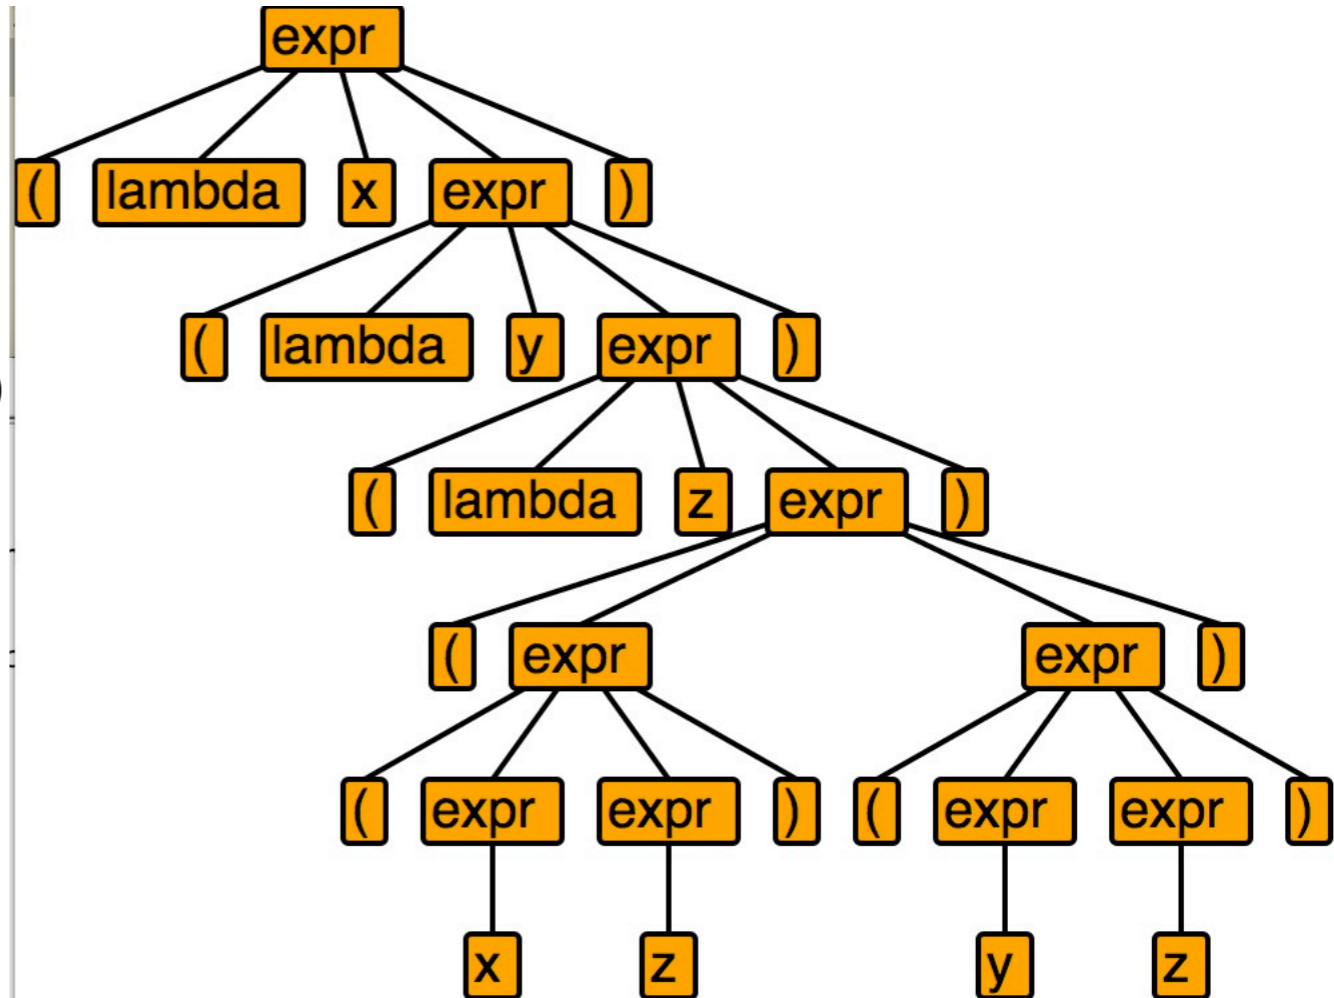 expr
( lambda x expr )
( lambda y expr )
( lambda z expr )
( expr expr )
( expr expr ) ( expr expr )
x z y z